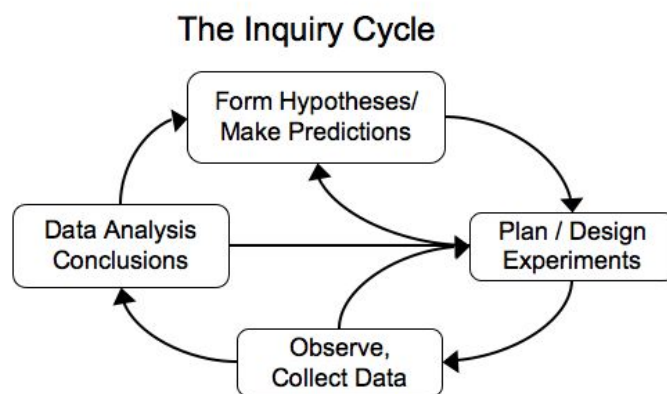 The Inquiry Cycle
Form Hypotheses/
Make Predictions
Data Analysis
Conclusions
Plan / Design
Experiments
Observe,
Collect Data